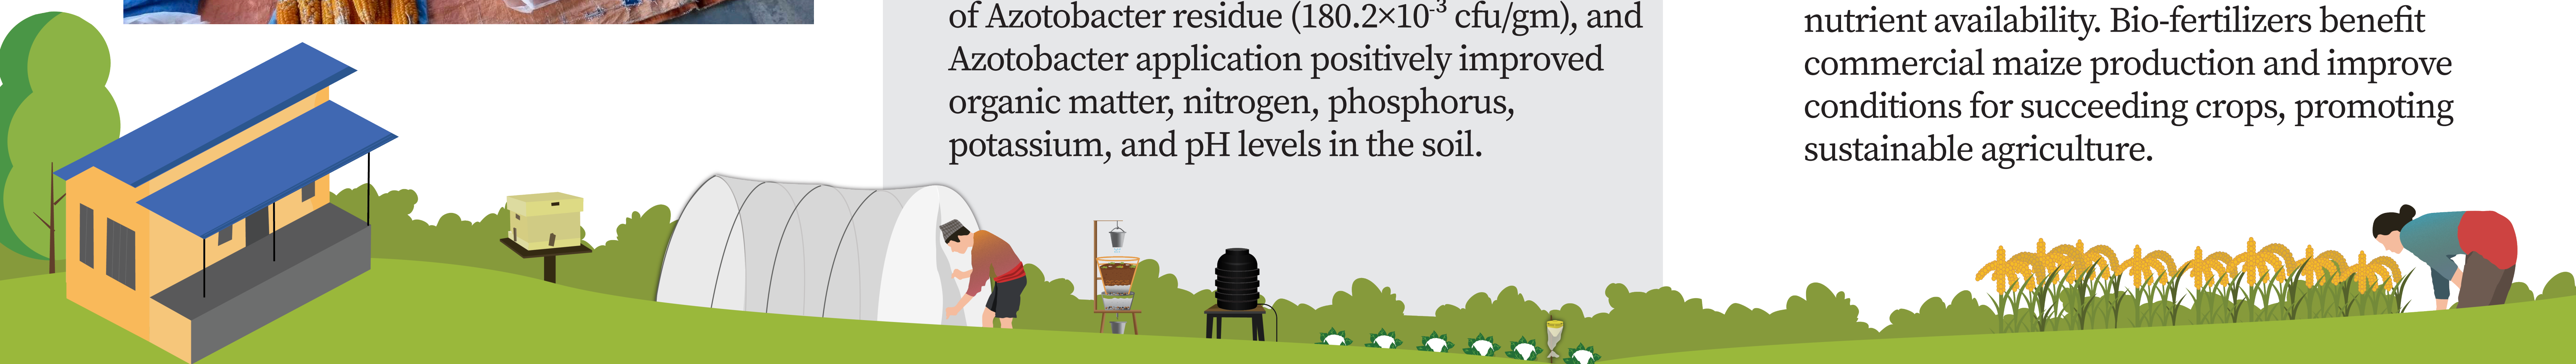 of Azotobacter residue (180.2×10⁻³ cfu/gm), and
Azotobacter application positively improved
organic matter, nitrogen, phosphorus,
potassium, and pH levels in the soil.
nutrient availability. Bio-fertilizers benefit
commercial maize production and improve
conditions for succeeding crops, promoting
sustainable agriculture.